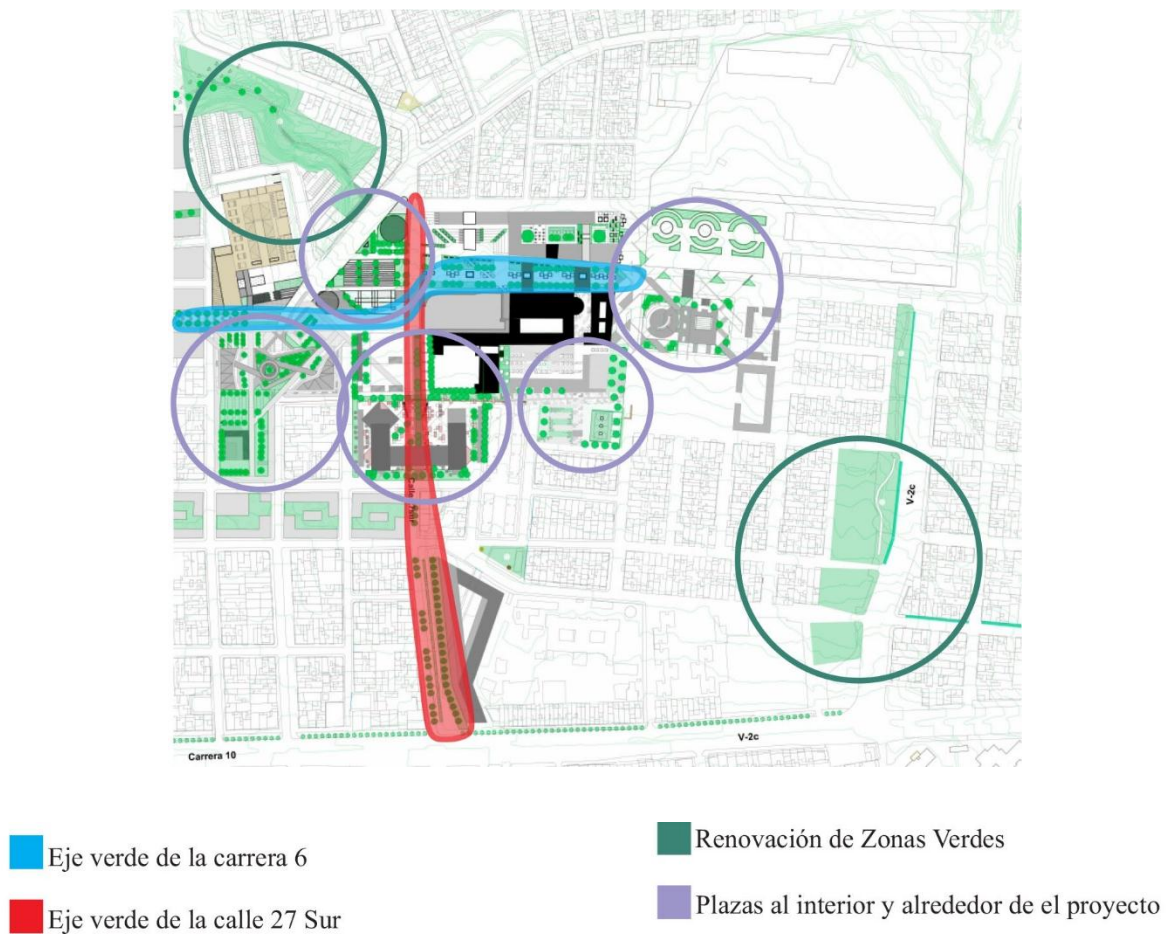 V-2c
Carrera 10
V-2c
Eje verde de la carrera 6
Renovación de Zonas Verdes
Eje verde de la calle 27 Sur
Plazas al interior y alrededor de el proyecto